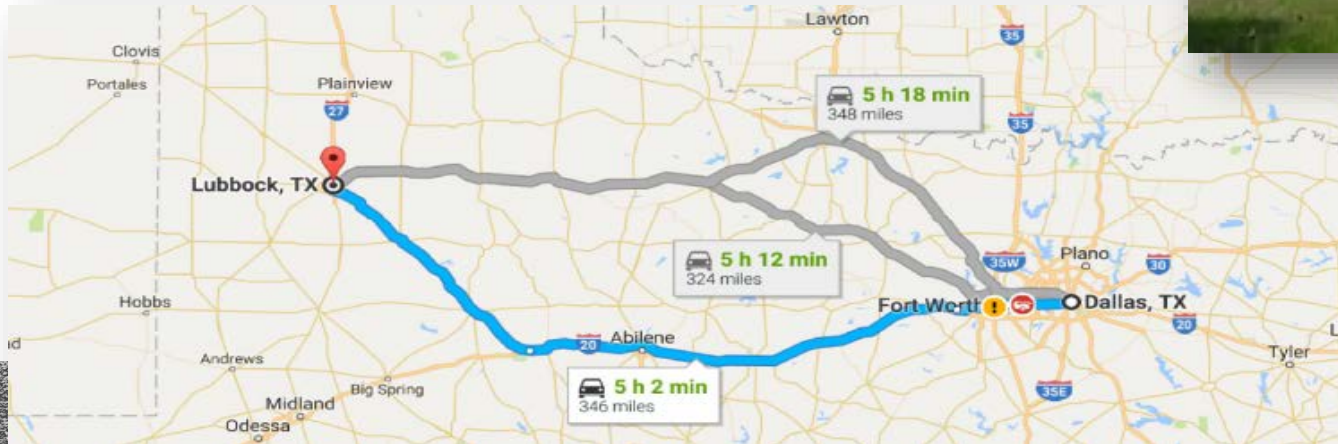 Lawton
35
Clovis
Portales
Plainview
27
5 h 18 min
348 miles
35
Lubbock, TX
5 h 12 min
324 miles
35W
Plano
30
Hobbs
Fort Worth
Dallas, TX
20
Andrews
20
Abilene
Tyler
5 h 2 min
346 miles
Big Spring
35E
Midland
Odessa